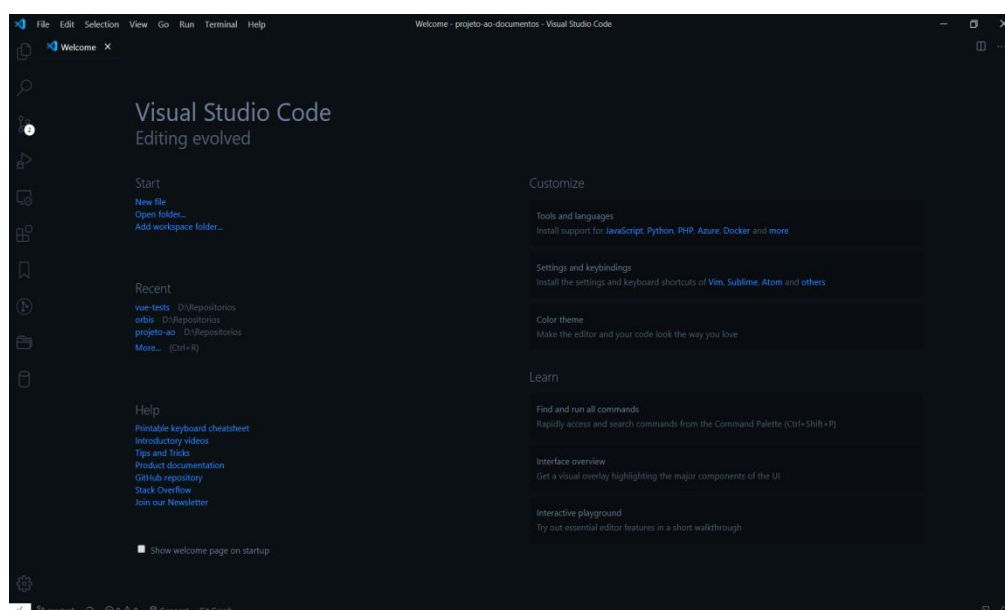 File Edit Selection View Go Run Terminal Help
Welcome - projeto-ao-documentos - Visual Studio Code
Welcome
2
Visual Studio Code
Editing evolved
Start
New file
Open folder...
Add workspace folder...
Recent
vue-tests D:\Repositorios
orbis D:\Repositorios
projeto-ao D:\Repositorios
More... (Ctrl+R)
Help
Printable keyboard cheatsheet
Introductory videos
Tips and Tricks
Product documentation
GitHub repository
Stack Overflow
Join our Newsletter
Show welcome page on startup
Customize
Tools and languages
Install support for JavaScript, Python, PHP, Azure, Docker and more
Settings and keybindings
Install the settings and keyboard shortcuts of Vim, Sublime, Atom and others
Color theme
Make the editor and your code look the way you love
Learn
Find and run all commands
Rapidly access and search commands from the Command Palette (Ctrl+Shift+P)
Interface overview
Get a visual overlay highlighting the major components of the UI
Interactive playground
Try out essential editor features in a short walkthrough